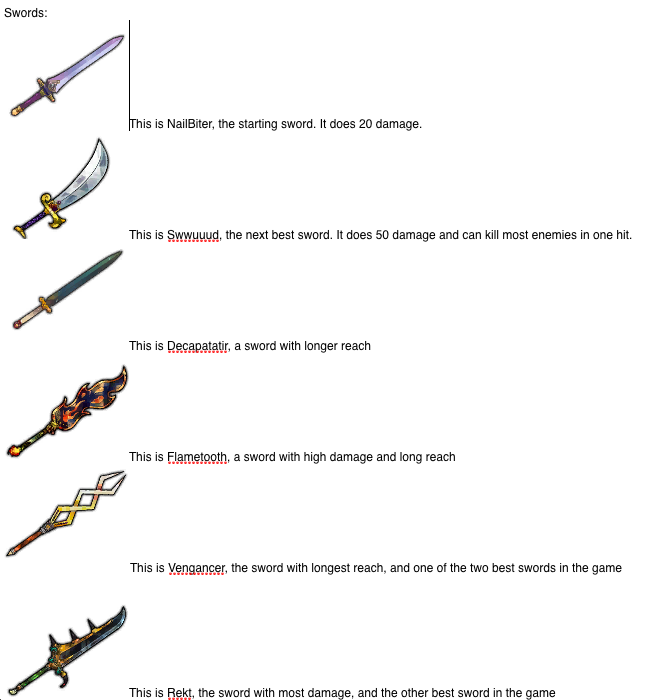 Swords:
This is NailBiter, the starting sword. It does 20 damage.
This is Swwuuud, the next best sword. It does 50 damage and can kill most enemies in one hit.
This is Decapatatir, a sword with longer reach
This is Flametooth, a sword with high damage and long reach
This is Vengancer, the sword with longest reach, and one of the two best swords in the game
This is Rekt, the sword with most damage, and the other best sword in the game